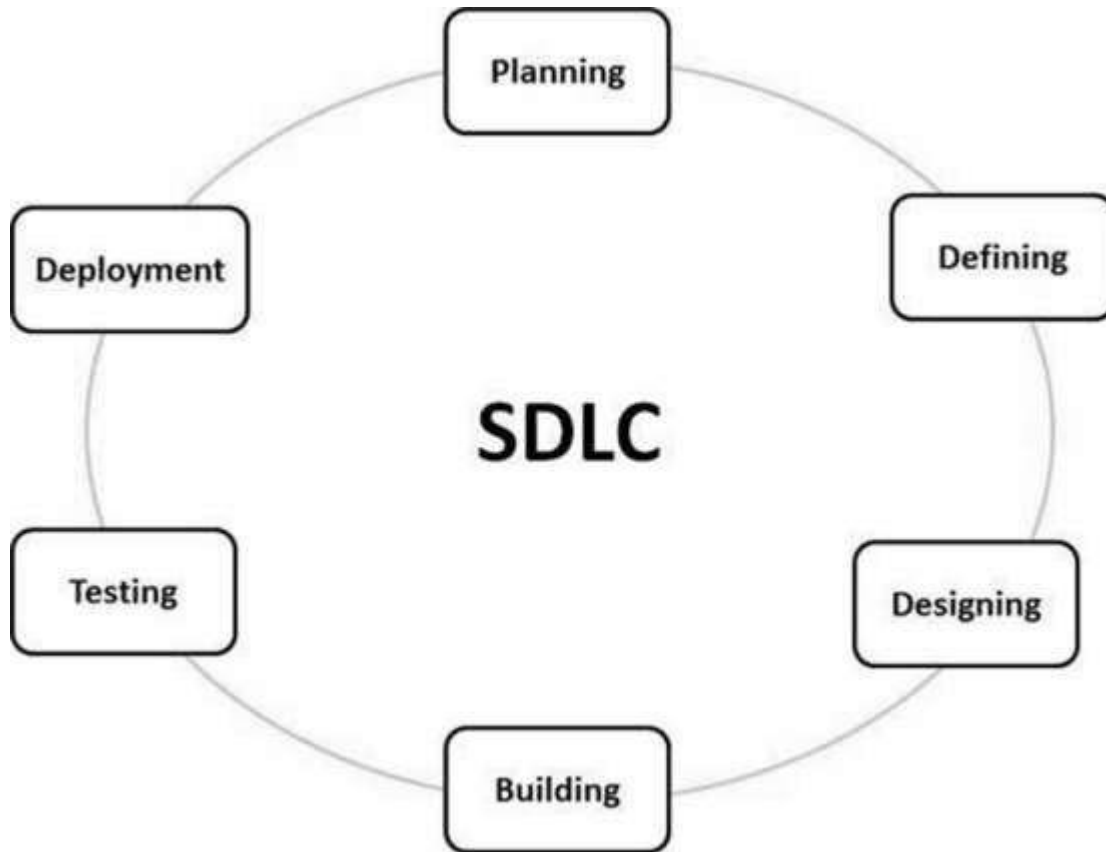 Planning
Defining
Designing
Building
Testing
Deployment
SDLC